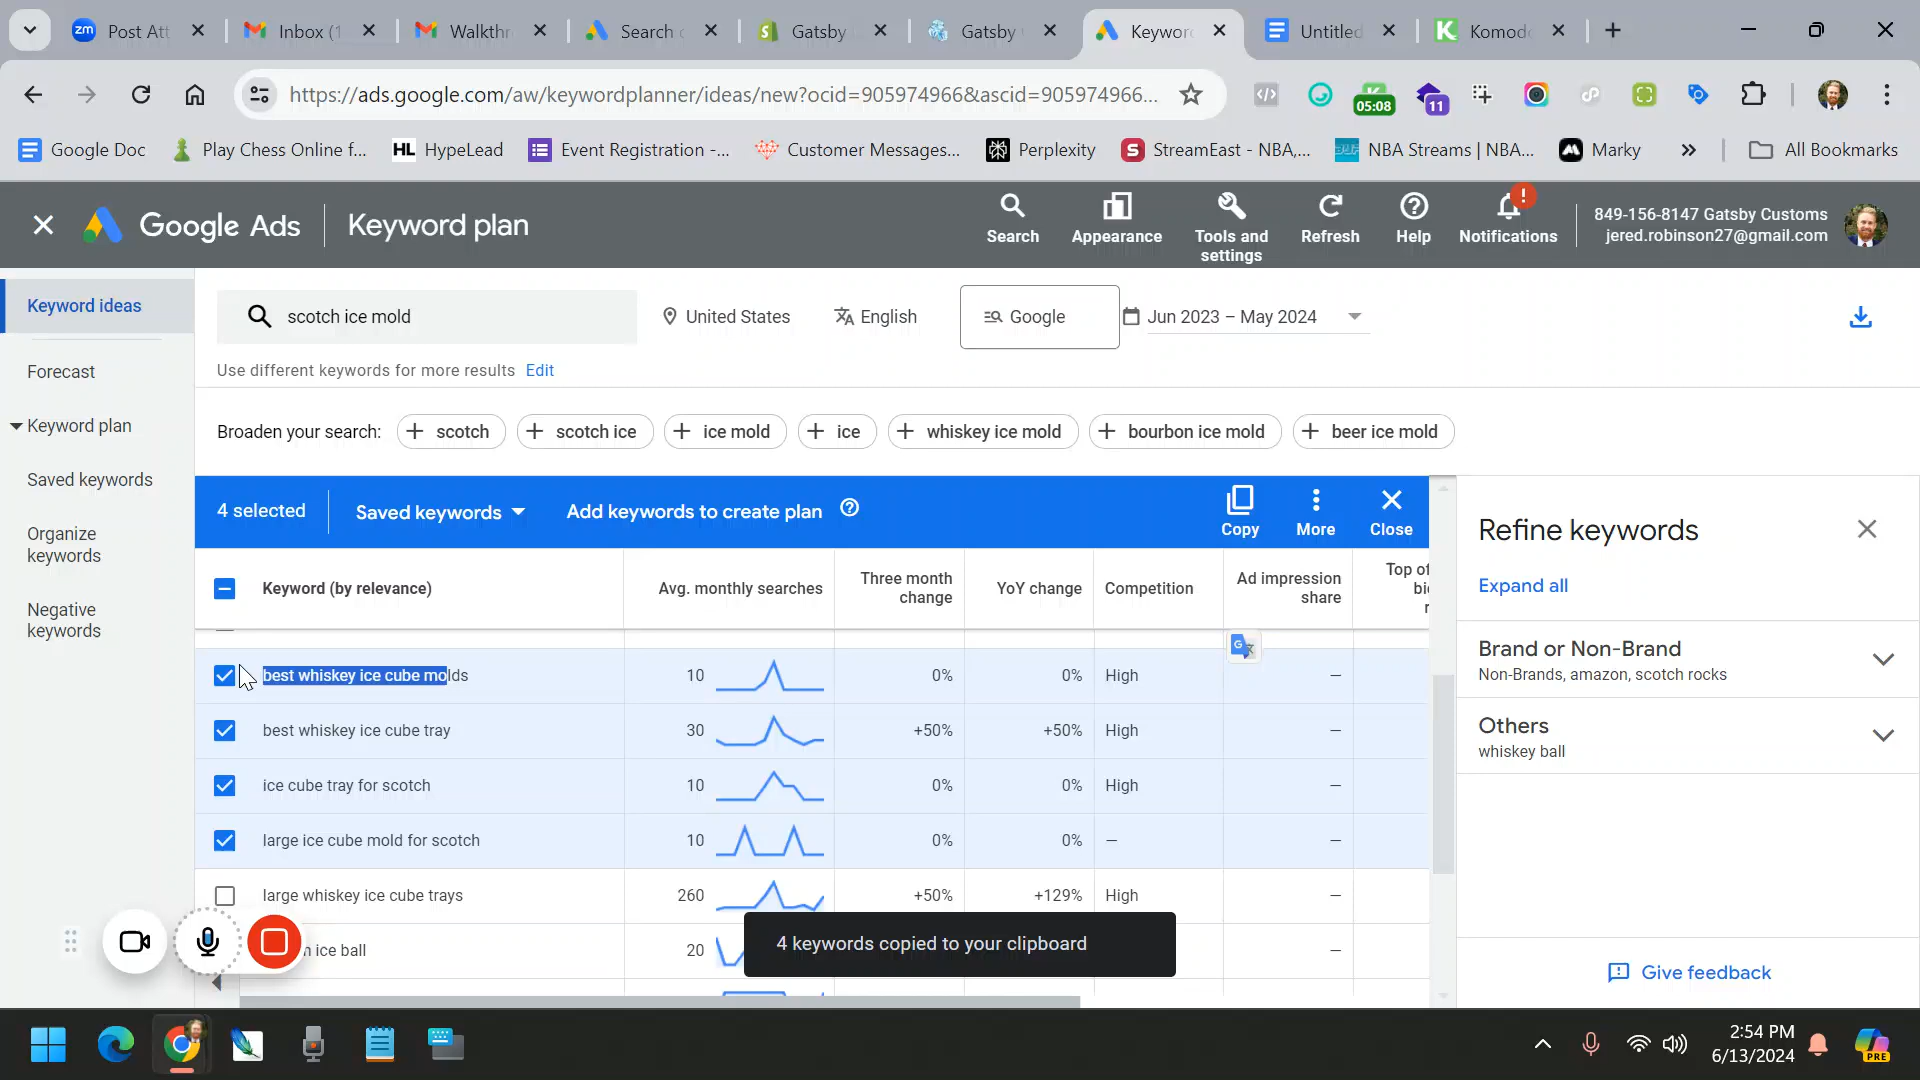 zm Post Att
Inbox (1
Walkthr
Search c
Gatsby
Gatsby
Keyword
Untitled
K Komod
https://ads.google.com/aw/keywordplanner/ideas/new?ocid=905974966&ascid=905974966...
05:08
11
Google Doc
Play Chess Online f...
HL HypeLead
Event Registration -...
Customer Messages...
Perplexity
S StreamEast - NBA,...
NBA Streams | NBA...
Marky
»
All Bookmarks
Google Ads
Keyword plan
Search
Appearance
Tools and
settings
Refresh
Help
Notifications
849-156-8147 Gatsby Customs
jered.robinson27@gmail.com
Keyword ideas
Forecast
Keyword plan
Saved keywords
Organize
keywords
Negative
keywords
scotch ice mold
United States
English
Google
Jun 2023 – May 2024
Use different keywords for more results Edit
Broaden your search:
+ scotch
+ scotch ice
+ ice mold
+ ice
+ whiskey ice mold
+ bourbon ice mold
+ beer ice mold
4 selected
Saved keywords
Add keywords to create plan
Copy
More
Close
Keyword (by relevance)
Avg. monthly searches
Three month
change
YoY change
Competition
Ad impression
share
Top of
bi
r
best whiskey ice cube molds 10 0% 0% High –
best whiskey ice cube tray 30 +50% +50% High –
ice cube tray for scotch 10 0% 0% High –
large ice cube mold for scotch 10 0% 0% – –
large whiskey ice cube trays 260 +50% +129% High –
ice ball 20 –
4 keywords copied to your clipboard
Refine keywords
Expand all
Brand or Non-Brand
Non-Brands, amazon, scotch rocks
Others
whiskey ball
Give feedback
2:54 PM
6/13/2024
PRE